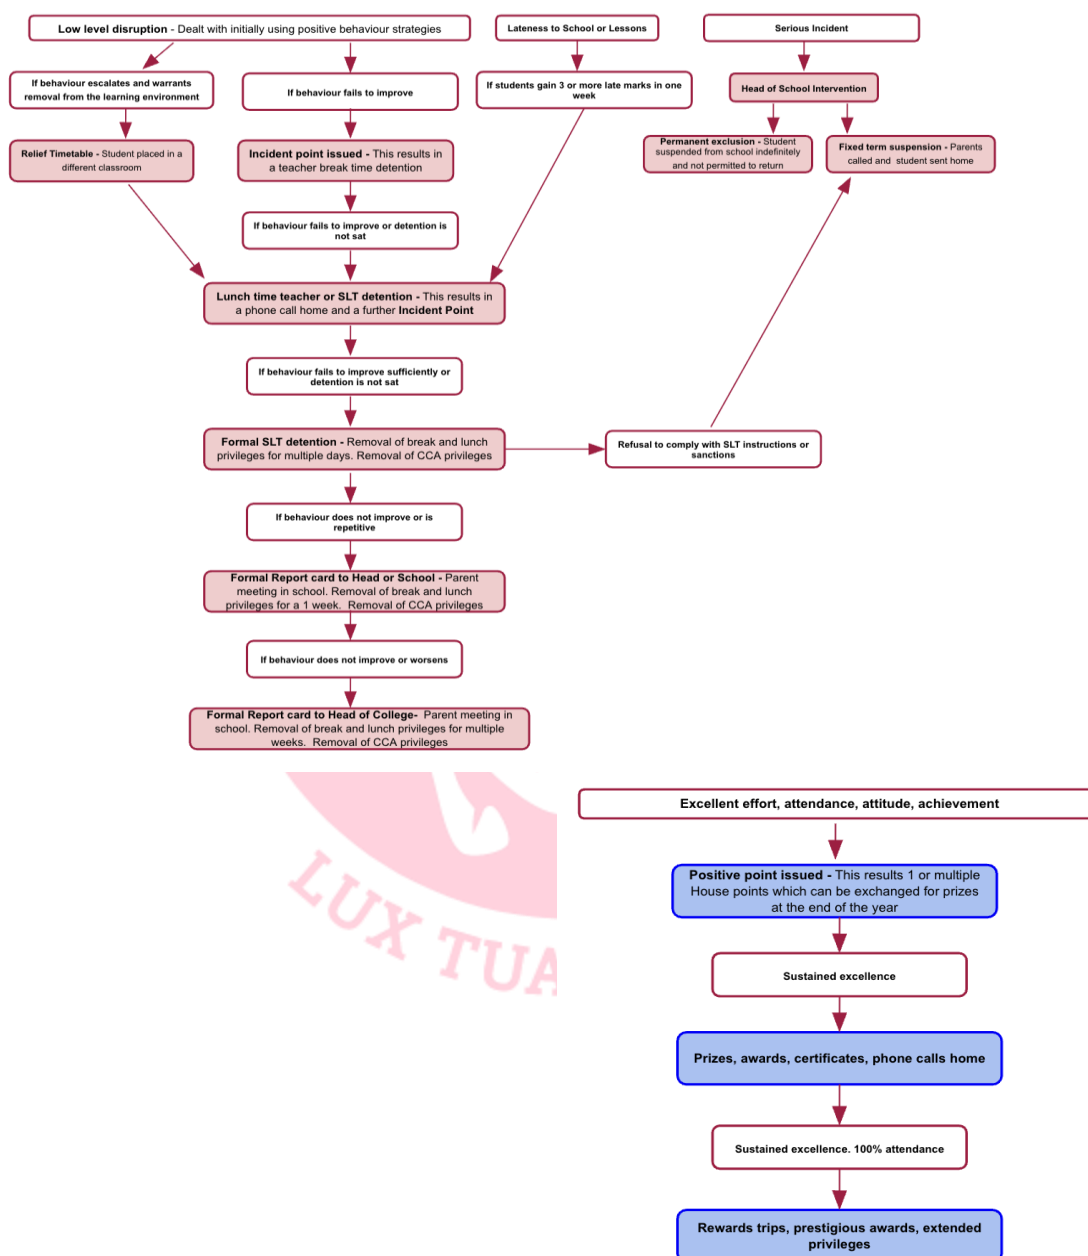 Low level disruption - Dealt with initially using positive behaviour strategies
Lateness to School or Lessons
Serious Incident
If behaviour escalates and warrants
removal from the learning environment
If behaviour fails to improve
If students gain 3 or more late marks in one
week
Head of School Intervention
Relief Timetable - Student placed in a
different classroom
Incident point issued - This results in
a teacher break time detention
Permanent exclusion - Student
suspended from school indefinitely
and not permitted to return
Fixed term suspension - Parents
called and student sent home
If behaviour fails to improve or detention is
not sat
Lunch time teacher or SLT detention - This results in
a phone call home and a further Incident Point
If behaviour fails to improve sufficiently or
detention is not sat
Formal SLT detention - Removal of break and lunch
privileges for multiple days. Removal of CCA privileges
Refusal to comply with SLT instructions or
sanctions
If behaviour does not improve or is
repetitive
Formal Report card to Head or School - Parent
meeting in school. Removal of break and lunch
privileges for a 1 week. Removal of CCA privileges
If behaviour does not improve or worsens
Formal Report card to Head of College- Parent meeting in
school. Removal of break and lunch privileges for multiple
weeks. Removal of CCA privileges
Excellent effort, attendance, attitude, achievement
Positive point issued - This results 1 or multiple
House points which can be exchanged for prizes
at the end of the year
LUX TUA
Sustained excellence
Prizes, awards, certificates, phone calls home
Sustained excellence. 100% attendance
Rewards trips, prestigious awards, extended
privileges